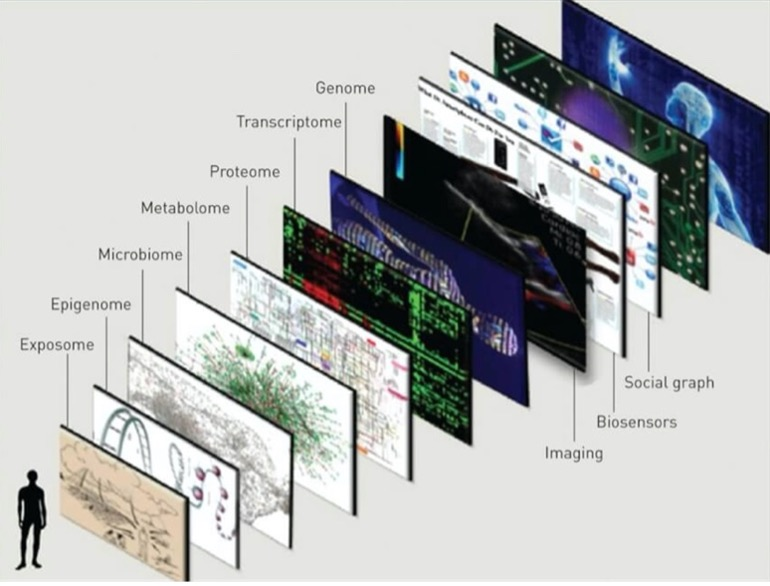 Genome
Transcriptome
Proteome
Metabolome
Microbiome
Epigenome
Exposome
Social graph
Biosensors
Imaging